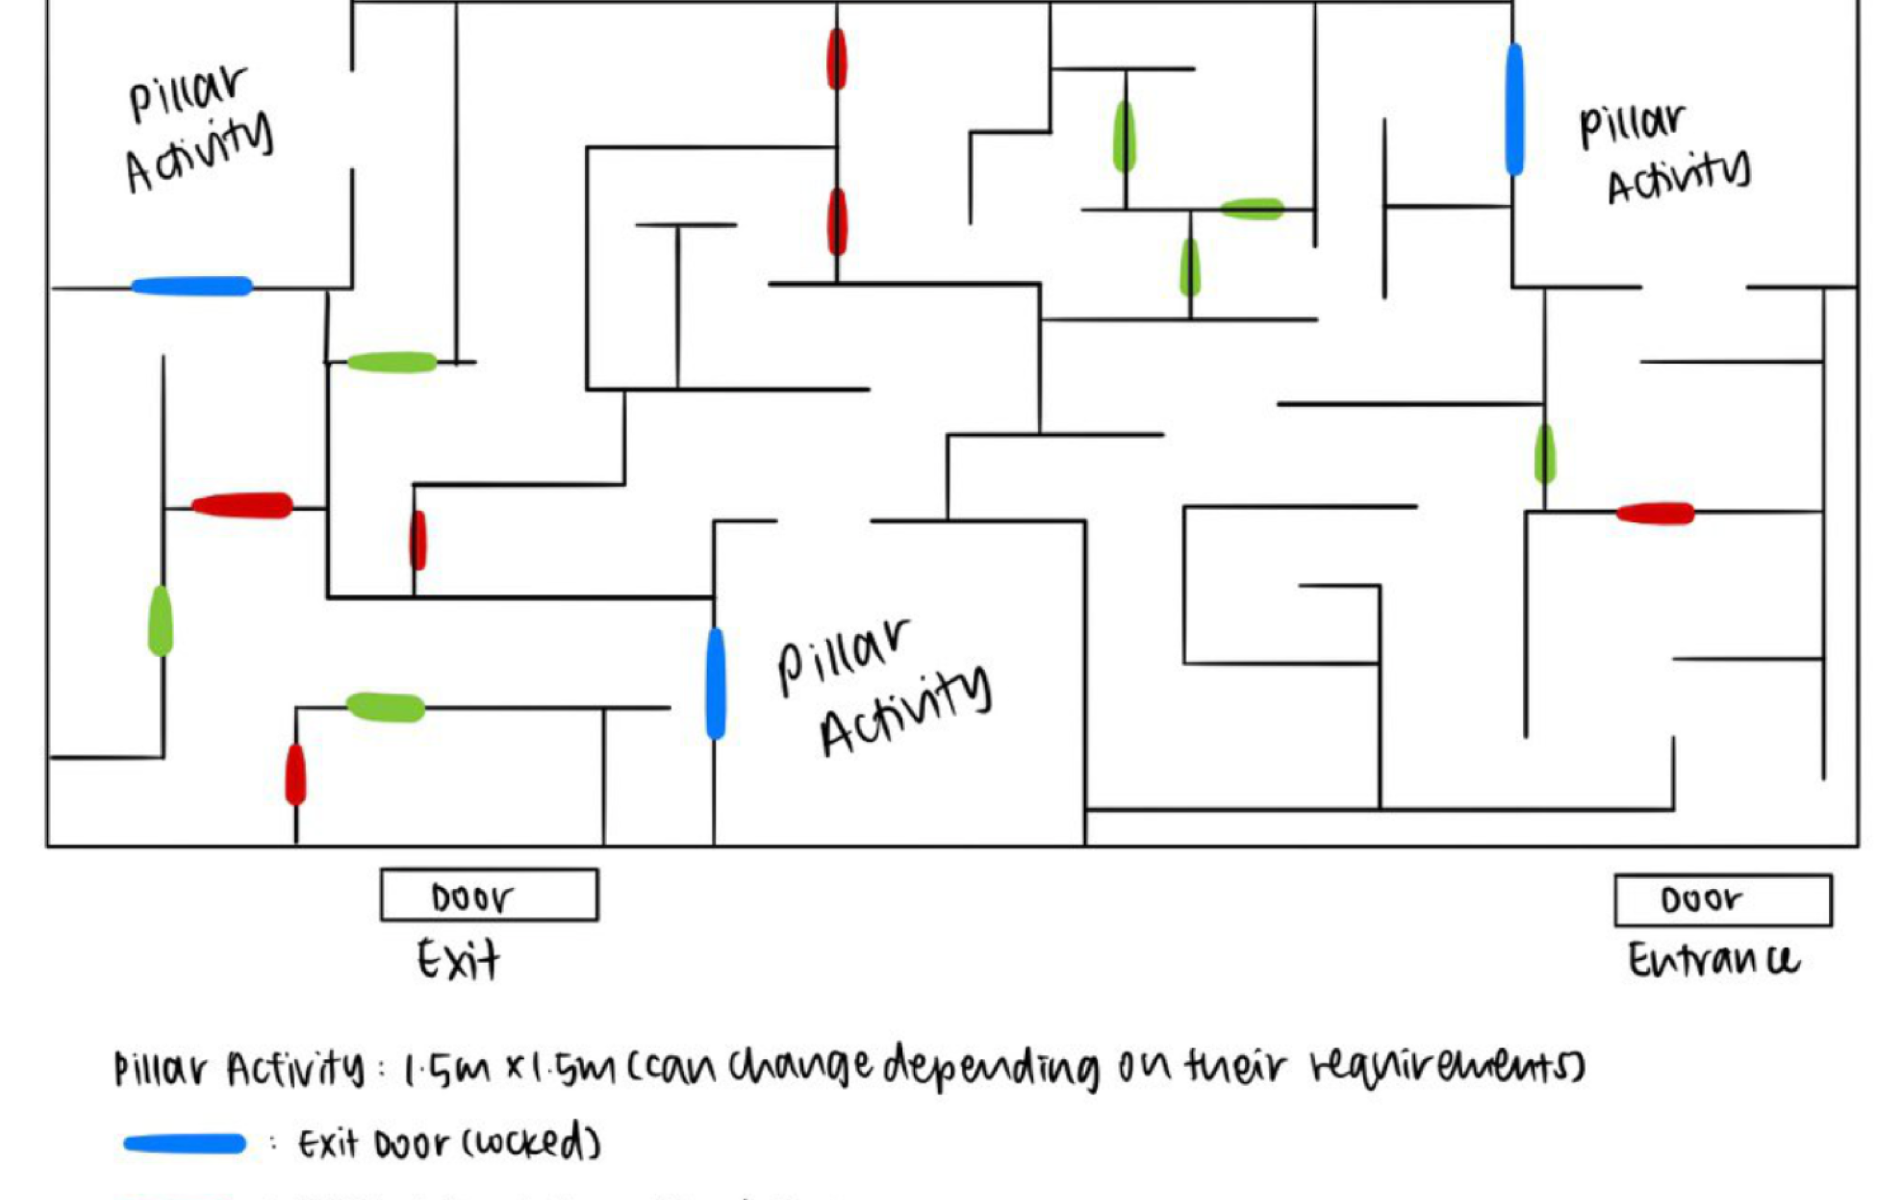 Pillar
Activity
Pillar
Activity
Pillar
Activity
Door
Exit
Door
Entrance
Pillar Activity : 1.5m x 1.5m (can change depending on their requirements)
: Exit Door (Locked)